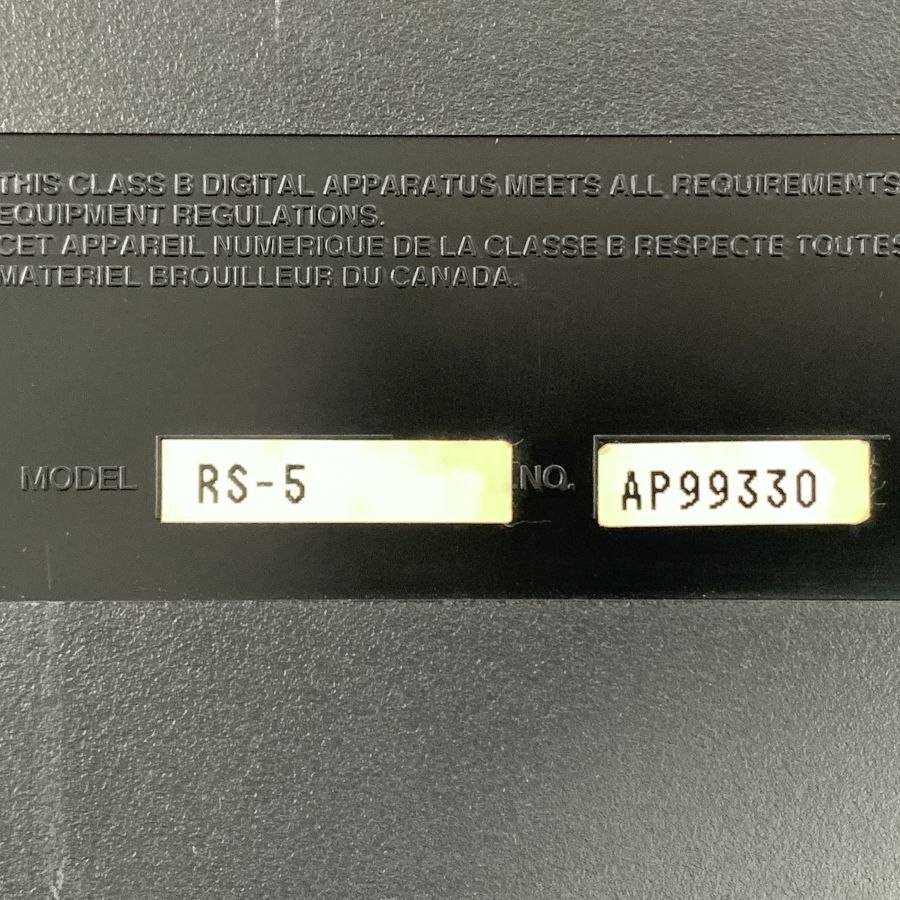 THIS CLASS B DIGITAL APPARATUS MEETS ALL REQUIREMENTS
EQUIPMENT REGULATIONS.
CET APPAREIL NUMERIQUE DE LA CLASSE B RESPECTE TOUTES
MATERIEL BROUILLEUR DU CANADA.
MODEL RS-5 NO. AP99330